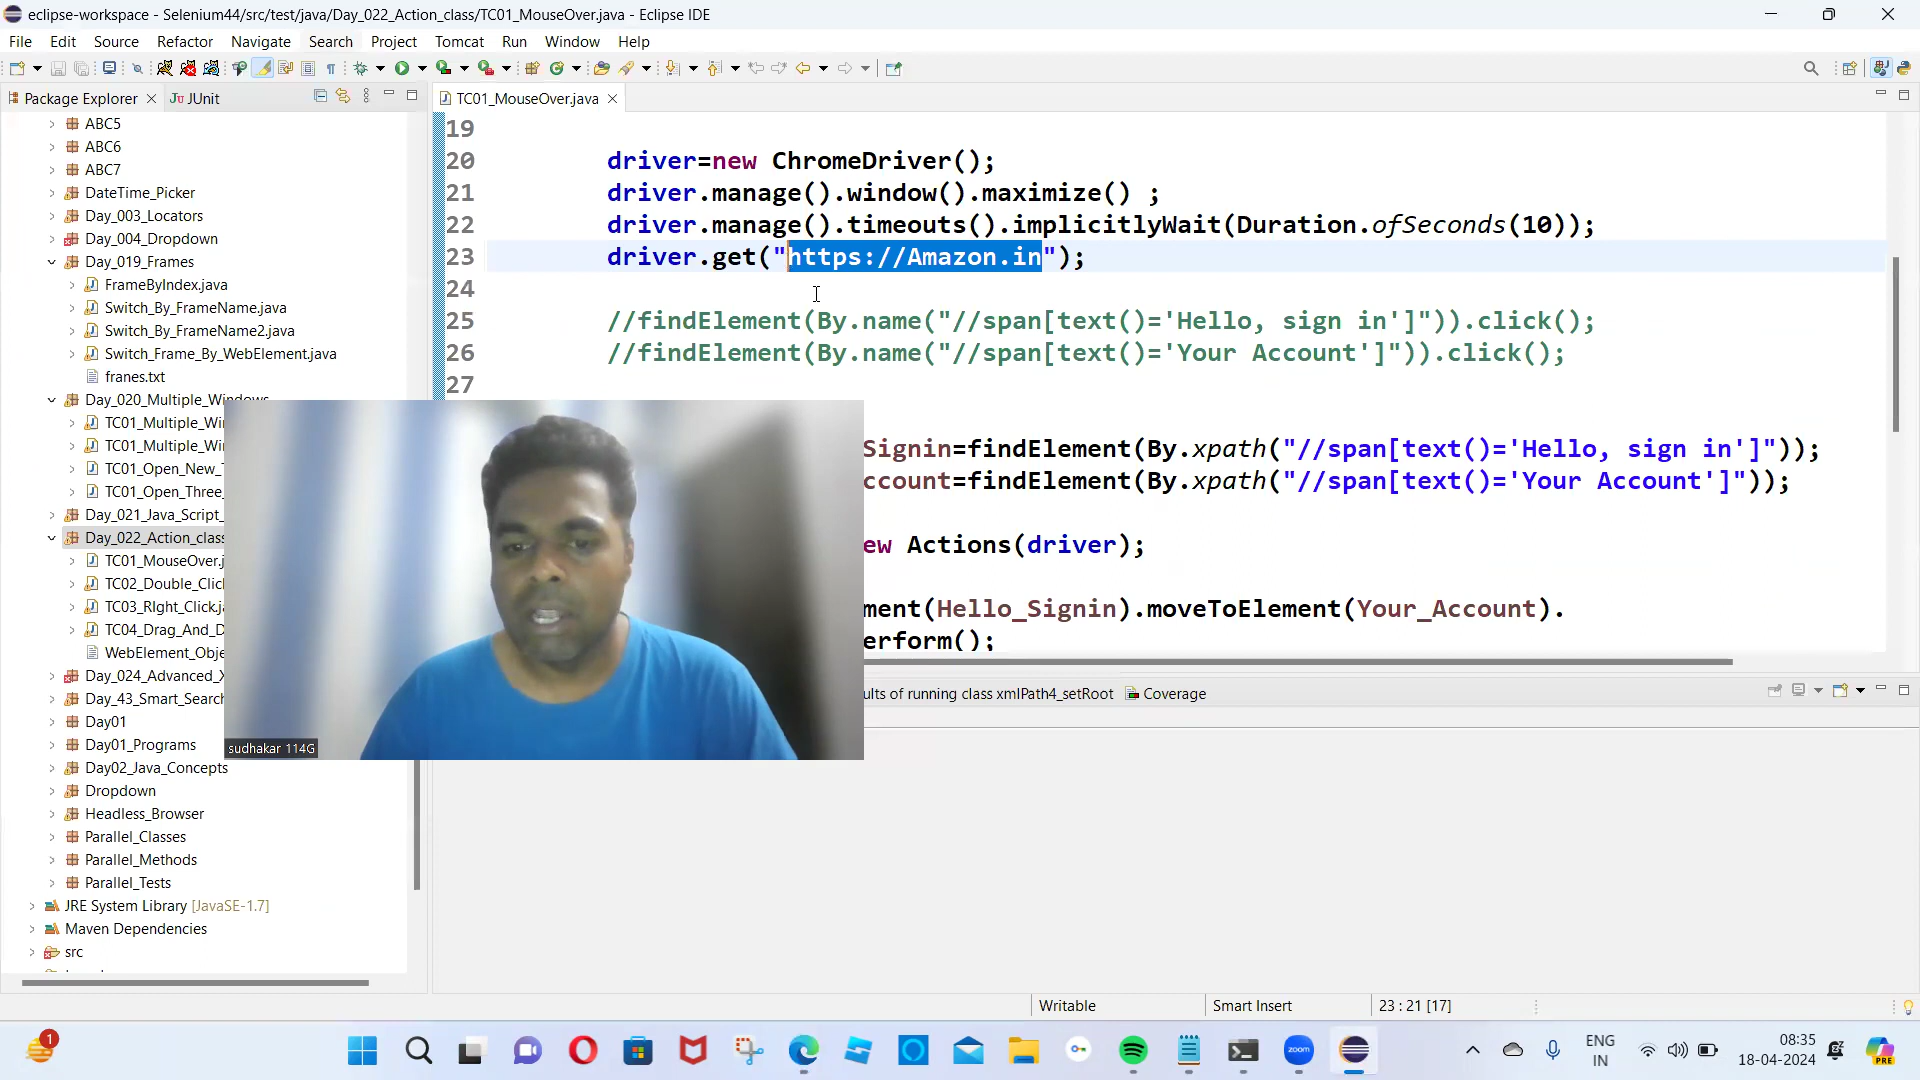 eclipse-workspace - Selenium44/src/test/java/Day_022_Action_class/TC01_MouseOver.java - Eclipse IDE
File Edit Source Refactor Navigate Search Project Tomcat Run Window Help
Package Explorer JUnit
TC01_MouseOver.java
ABC5
ABC6
ABC7
DateTime_Picker
Day_003_Locators
Day_004_Dropdown
Day_019_Frames
FrameByIndex.java
Switch_By_FrameName.java
Switch_By_FrameName2.java
Switch_Frame_By_WebElement.java
franes.txt
Day_020_Multiple_Windows
TC01_Multiple_Wi
TC01_Multiple_Wi
TC01_Open_New_
TC01_Open_Three_
Day_021_Java_Script_
Day_022_Action_class
TC01_MouseOver.j
TC02_Double_Clic
TC03_RIght_Click.j
TC04_Drag_And_D
WebElement_Obje
Day_024_Advanced_X
Day_43_Smart_Search
Day01
Day01_Programs
Day02_Java_Concepts
Dropdown
Headless_Browser
Parallel_Classes
Parallel_Methods
Parallel_Tests
JRE System Library [JavaSE-1.7]
Maven Dependencies
src
19
20 driver=new ChromeDriver();
21 driver.manage().window().maximize() ;
22 driver.manage().timeouts().implicitlyWait(Duration.ofSeconds(10));
23 driver.get("https://Amazon.in");
24
25 //findElement(By.name("//span[text()='Hello, sign in']")).click();
26 //findElement(By.name("//span[text()='Your Account']")).click();
27
Signin=findElement(By.xpath("//span[text()='Hello, sign in']"));
ccount=findElement(By.xpath("//span[text()='Your Account']"));
ew Actions(driver);
ment(Hello_Signin).moveToElement(Your_Account).
erform();
ults of running class xmlPath4_setRoot Coverage
sudhakar 114G
Writable Smart Insert 23 : 21 [17]
1
zoom
ENG
IN
08:35
18-04-2024
PRE